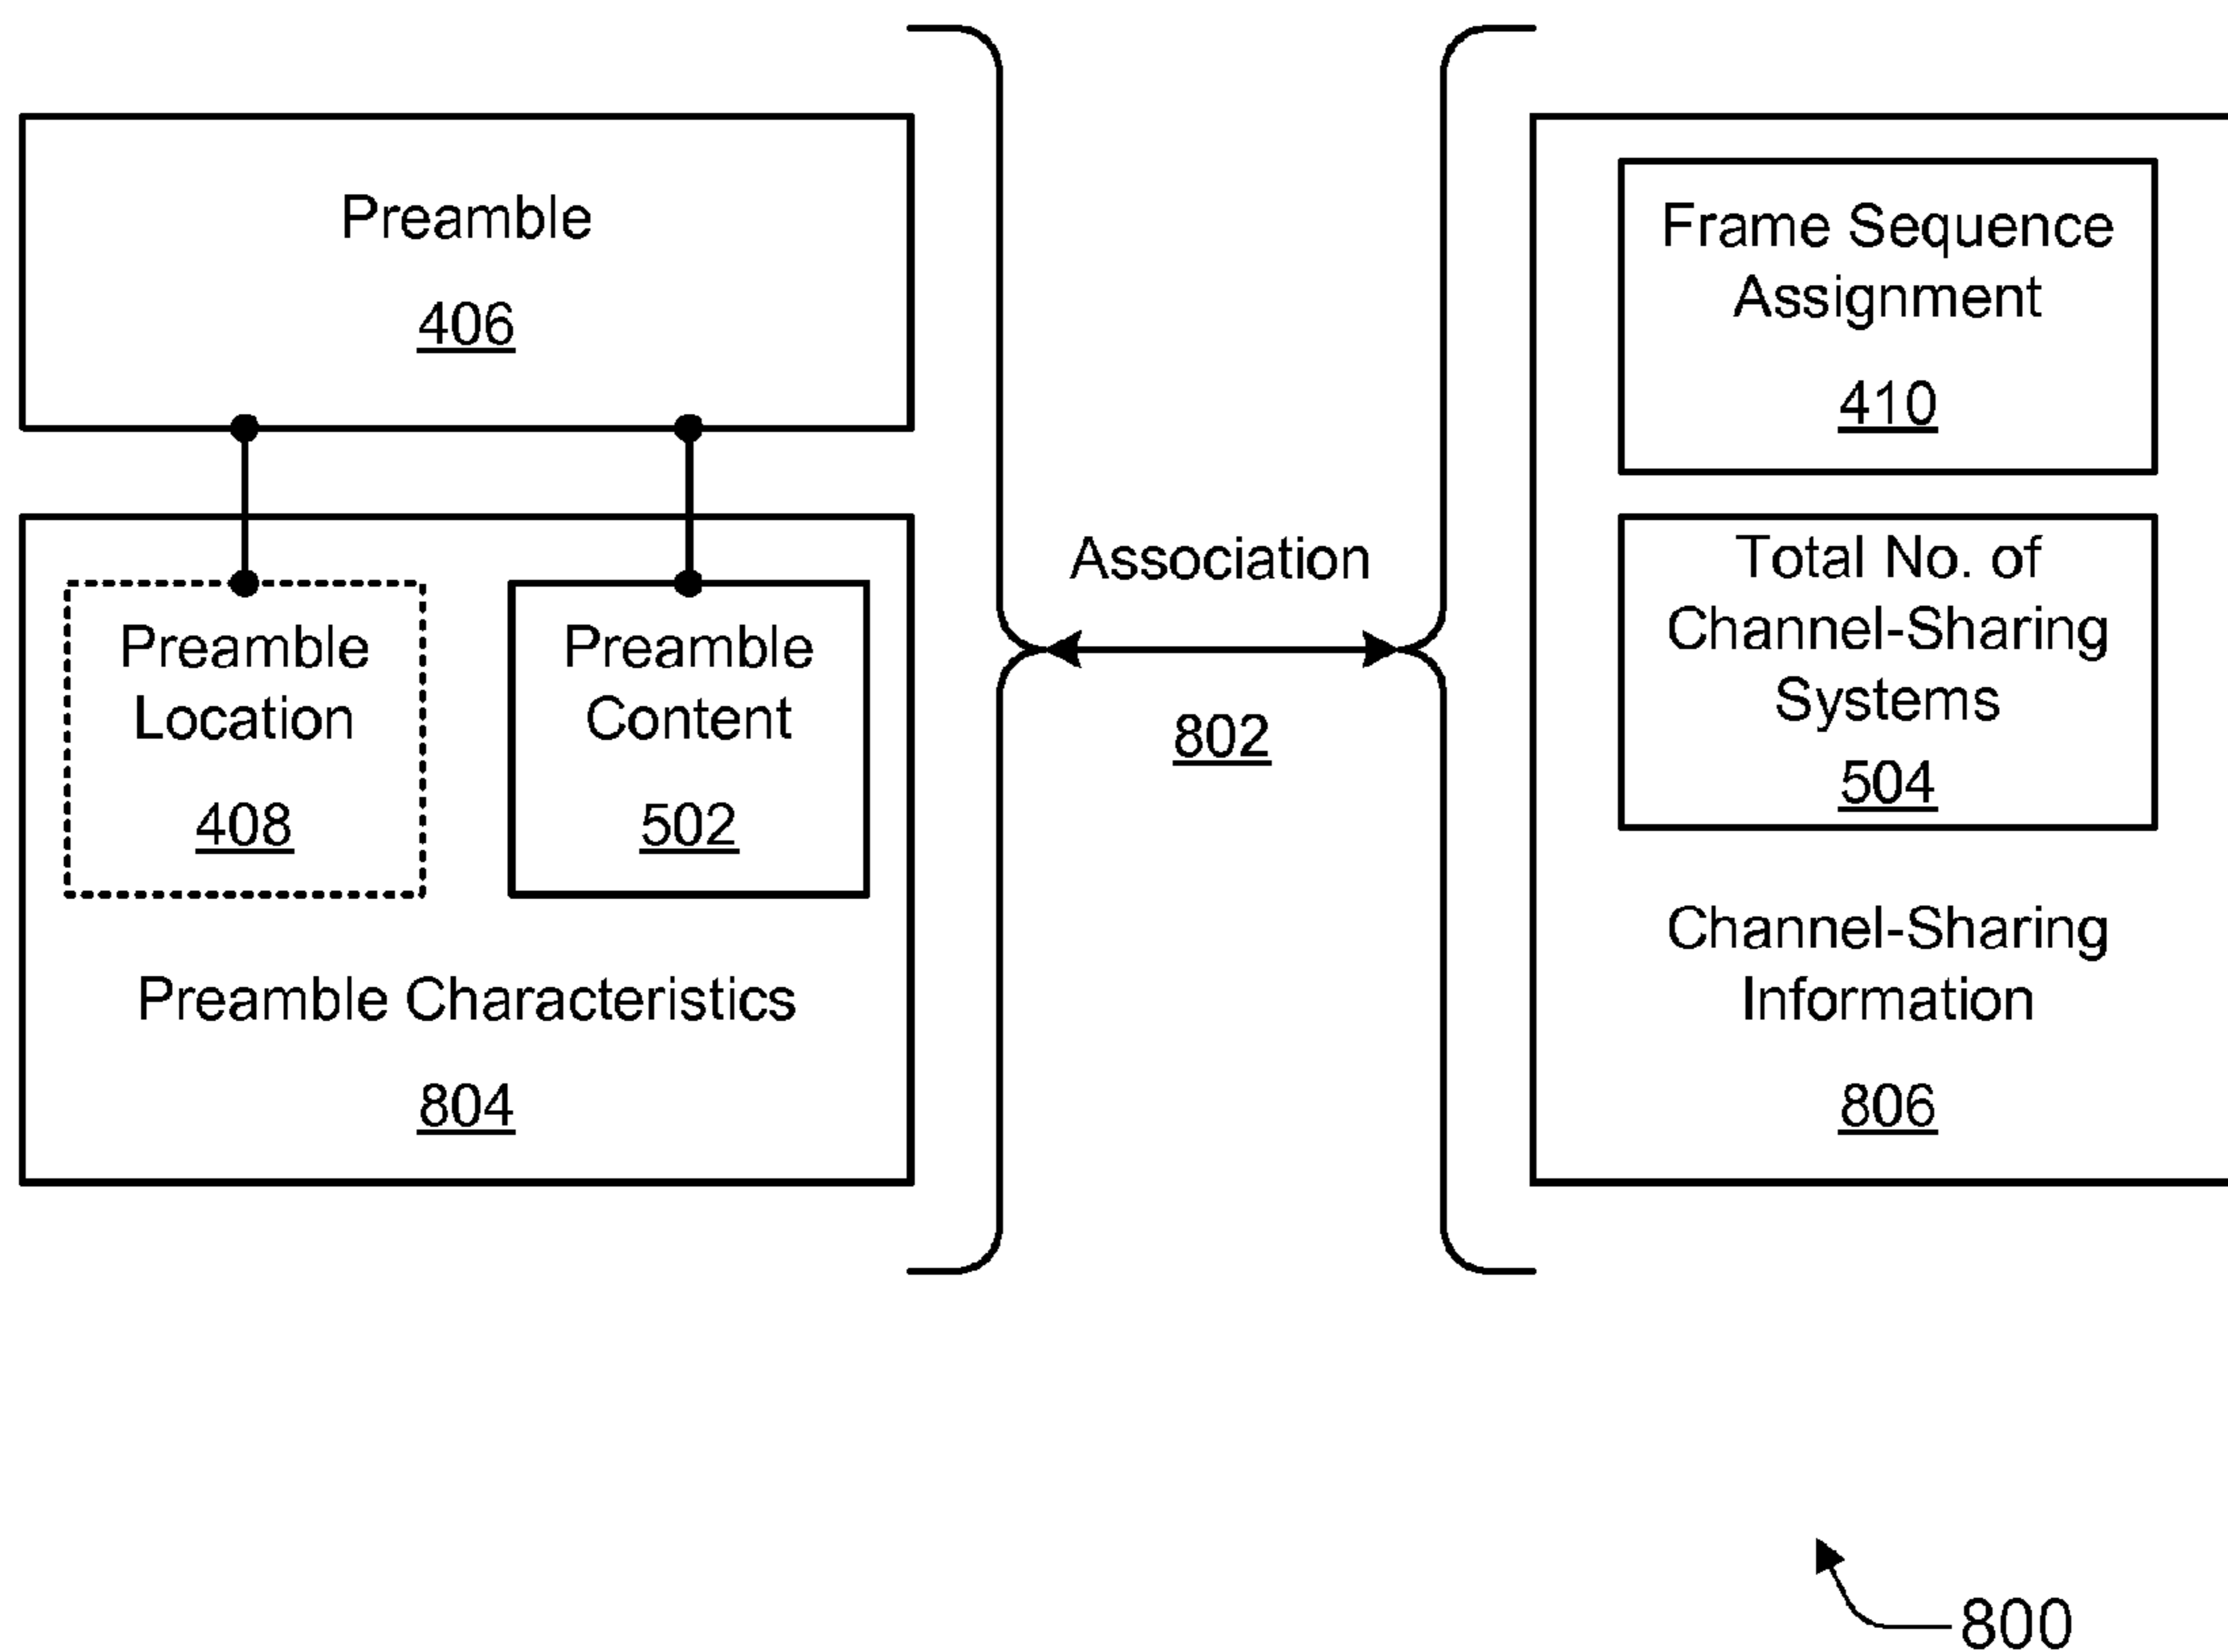 Preamble
406
Preamble
Location
408
Preamble
Content
502
Preamble Characteristics
804
Association
802
Frame Sequence
Assignment
410
Total No. of
Channel-Sharing
Systems
504
Channel-Sharing
Information
806
800